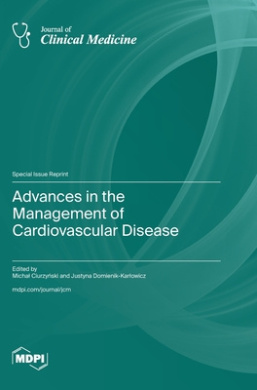 Journal of
Clinical Medicine
Special Issue Reprint
Advances in the
Management of
Cardiovascular Disease
Edited by
Michał Ciurzyński and Justyna Domienik-Karłowicz
mdpi.com/journal/jcm
MDPI